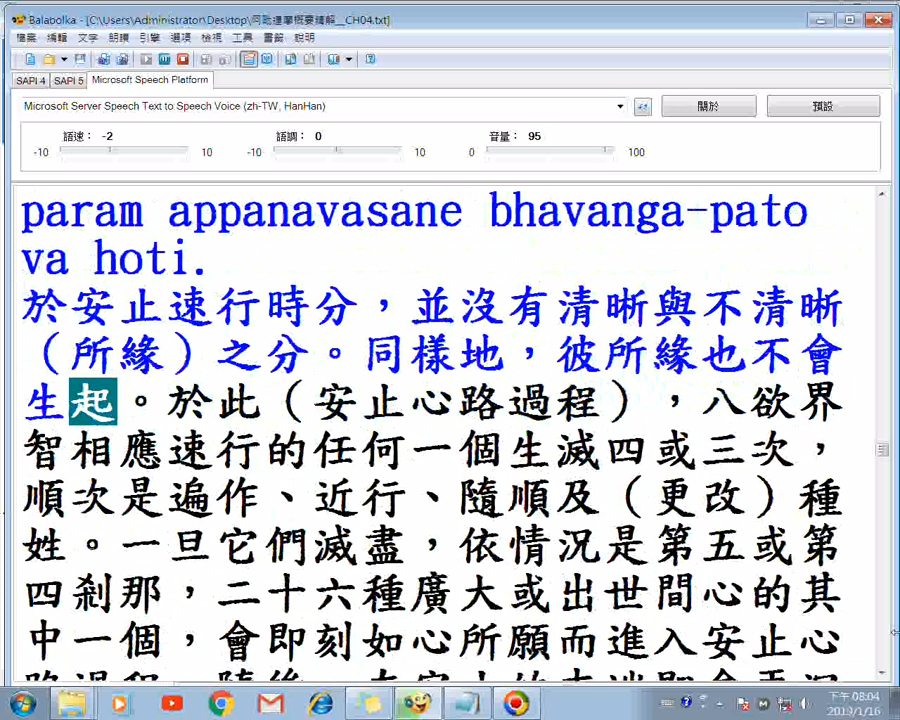 Balabolka - [C:\Users\Administrator\Desktop\阿毗達摩概要精解__CH04.txt]
檔案 編輯 文字 朗讀 引擎 選項 檢視 工具 書籤 說明
SAPI 4 SAPI 5 Microsoft Speech Platform
Microsoft Server Speech Text to Speech Voice (zh-TW, HanHan) 關於 預設
語速： -2 語調： 0 音量： 95
-10 10 -10 10 0 100
param appanavasane bhavanga-pato
va hoti.
於安止速行時分，並沒有清晰與不清晰
（所緣）之分。同樣地，彼所緣也不會
生起。於此（安止心路過程），八欲界
智相應速行的任何一個生滅四或三次，
順次是遍作、近行、隨順及（更改）種
姓。一旦它們滅盡，依情況是第五或第
四剎那，二十六種廣大或出世間心的其
中一個，會即刻如心所願而進入安止心
下午 08:04
2019/1/16